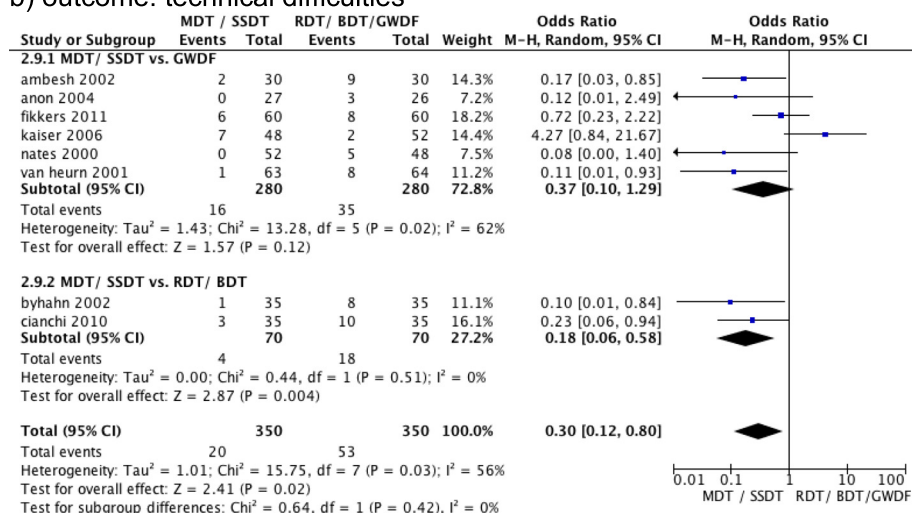 b) outcome: technical difficulties
MDT / SSDT RDT/ BDT/GWDF Odds Ratio Odds Ratio
Study or Subgroup Events Total Events Total Weight M-H, Random, 95% CI M-H, Random, 95% CI
2.9.1 MDT/ SSDT vs. GWDF
ambesh 2002 2 30 9 30 14.3% 0.17 [0.03, 0.85]
anon 2004 0 27 3 26 7.2% 0.12 [0.01, 2.49]
fikkers 2011 6 60 8 60 18.2% 0.72 [0.23, 2.22]
kaiser 2006 7 48 2 52 14.4% 4.27 [0.84, 21.67]
nates 2000 0 52 5 48 7.5% 0.08 [0.00, 1.40]
van heurn 2001 1 63 8 64 11.2% 0.11 [0.01, 0.93]
Subtotal (95% CI) 280 280 72.8% 0.37 [0.10, 1.29]
Total events 16 35
Heterogeneity: Tau² = 1.43; Chi² = 13.28, df = 5 (P = 0.02); I² = 62%
Test for overall effect: Z = 1.57 (P = 0.12)
2.9.2 MDT/ SSDT vs. RDT/ BDT
byhahn 2002 1 35 8 35 11.1% 0.10 [0.01, 0.84]
cianchi 2010 3 35 10 35 16.1% 0.23 [0.06, 0.94]
Subtotal (95% CI) 70 70 27.2% 0.18 [0.06, 0.58]
Total events 4 18
Heterogeneity: Tau² = 0.00; Chi² = 0.44, df = 1 (P = 0.51); I² = 0%
Test for overall effect: Z = 2.87 (P = 0.004)
Total (95% CI) 350 350 100.0% 0.30 [0.12, 0.80]
Total events 20 53
Heterogeneity: Tau² = 1.01; Chi² = 15.75, df = 7 (P = 0.03); I² = 56%
Test for overall effect: Z = 2.41 (P = 0.02)
Test for subgroup differences: Chi² = 0.64, df = 1 (P = 0.42), I² = 0%
0.01 0.1 1 10 100
MDT / SSDT RDT/ BDT/GWDF